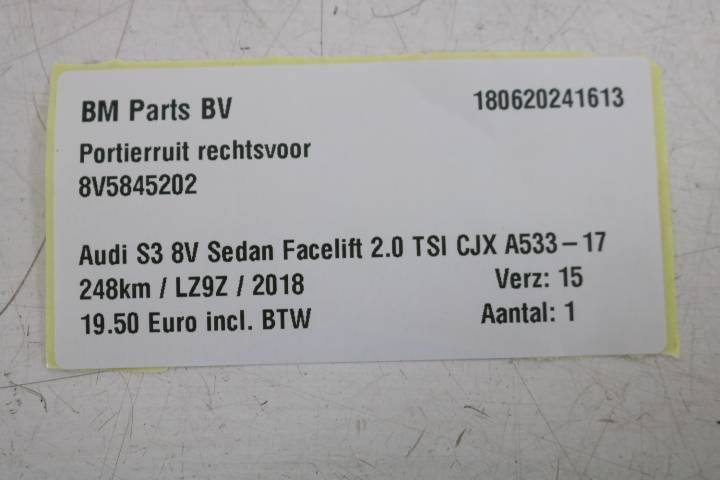 BM Parts BV 180620241613
Portierruit rechtsvoor
8V5845202
Audi S3 8V Sedan Facelift 2.0 TSI CJX A533-17
248km / LZ9Z / 2018 Verz: 15
19.50 Euro incl. BTW Aantal: 1